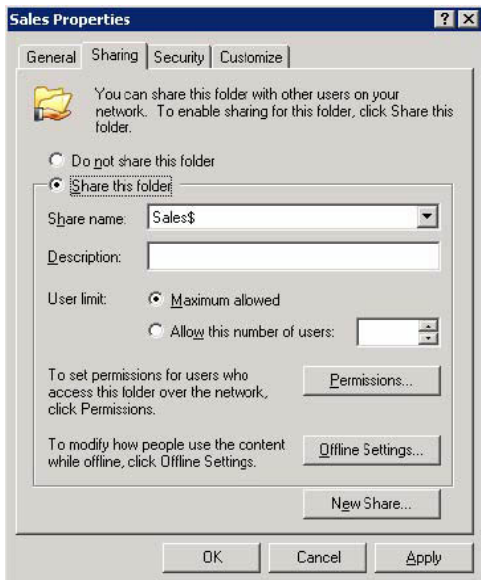 Sales Properties
General Sharing Security Customize
You can share this folder with other users on your
network. To enable sharing for this folder, click Share this
folder.
Do not share this folder
Share this folder
Share name: Sales$
Description:
User limit: Maximum allowed
Allow this number of users:
To set permissions for users who
access this folder over the network,
click Permissions.
Permissions...
To modify how people use the content
while offline, click Offline Settings.
Offline Settings...
New Share...
OK Cancel Apply